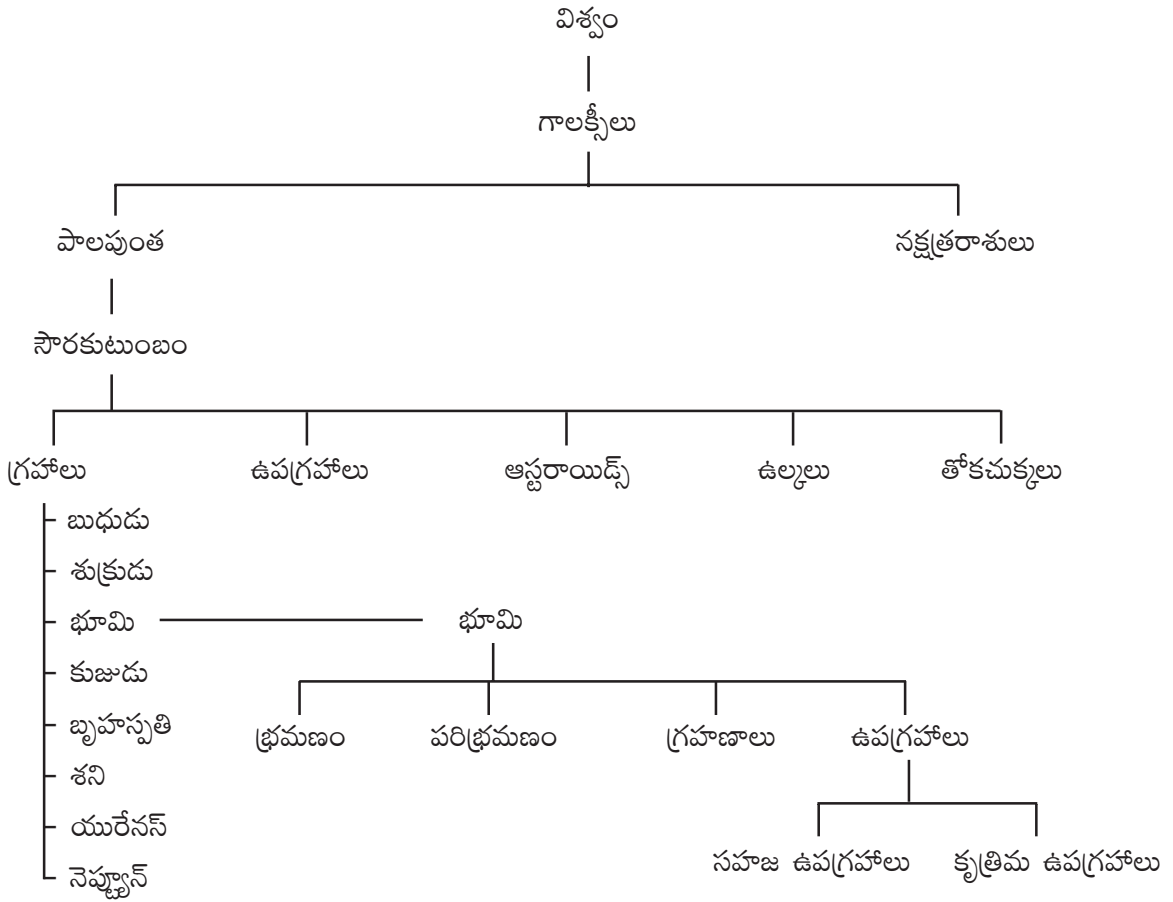 విశ్వం
గాలక్సీలు
పాలపుంత నక్షత్రరాశులు
సౌరకుటుంబం
గ్రహాలు ఉపగ్రహాలు ఆస్టరాయిడ్స్ ఉల్కలు తోకచుక్కలు
బుధుడు
శుక్రుడు
భూమి భూమి
కుజుడు
బృహస్పతి భ్రమణం పరిభ్రమణం గ్రహణాలు ఉపగ్రహాలు
శని
యురేనస్
నెప్ట్యూన్ సహజ ఉపగ్రహాలు కృత్రిమ ఉపగ్రహాలు